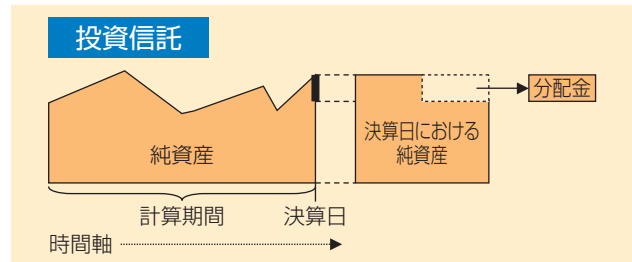 投資信託
分配金
決算日における
純資産
純資産
計算期間
決算日
時間軸